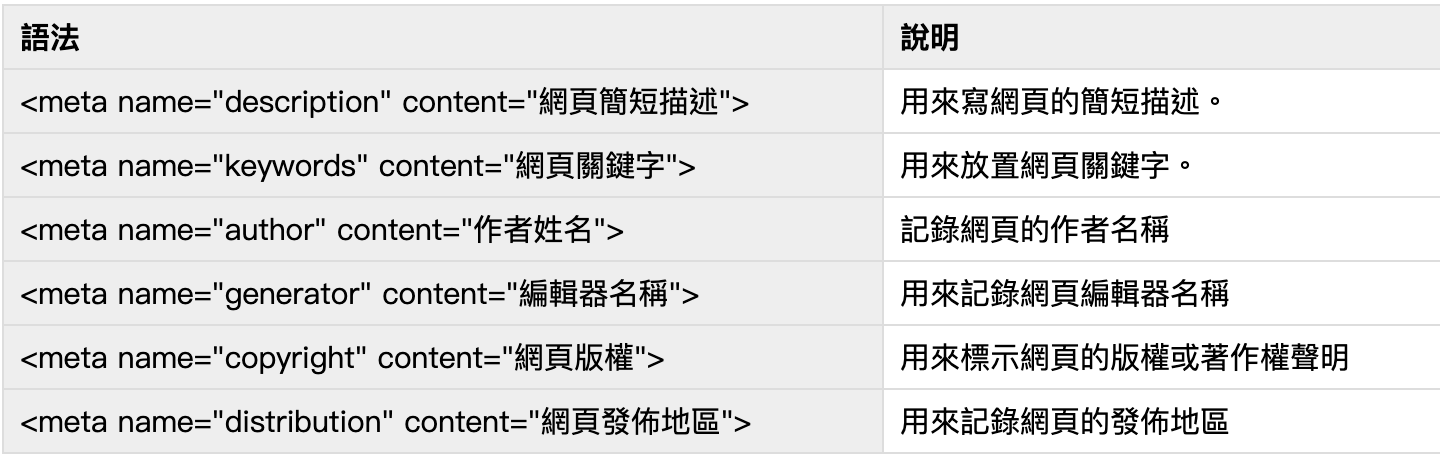 語法 說明
<meta name="description" content="網頁簡短描述"> 用來寫網頁的簡短描述。
<meta name="keywords" content="網頁關鍵字"> 用來放置網頁關鍵字。
<meta name="author" content="作者姓名"> 記錄網頁的作者名稱
<meta name="generator" content="編輯器名稱"> 用來記錄網頁編輯器名稱
<meta name="copyright" content="網頁版權"> 用來標示網頁的版權或著作權聲明
<meta name="distribution" content="網頁發佈地區"> 用來記錄網頁的發佈地區